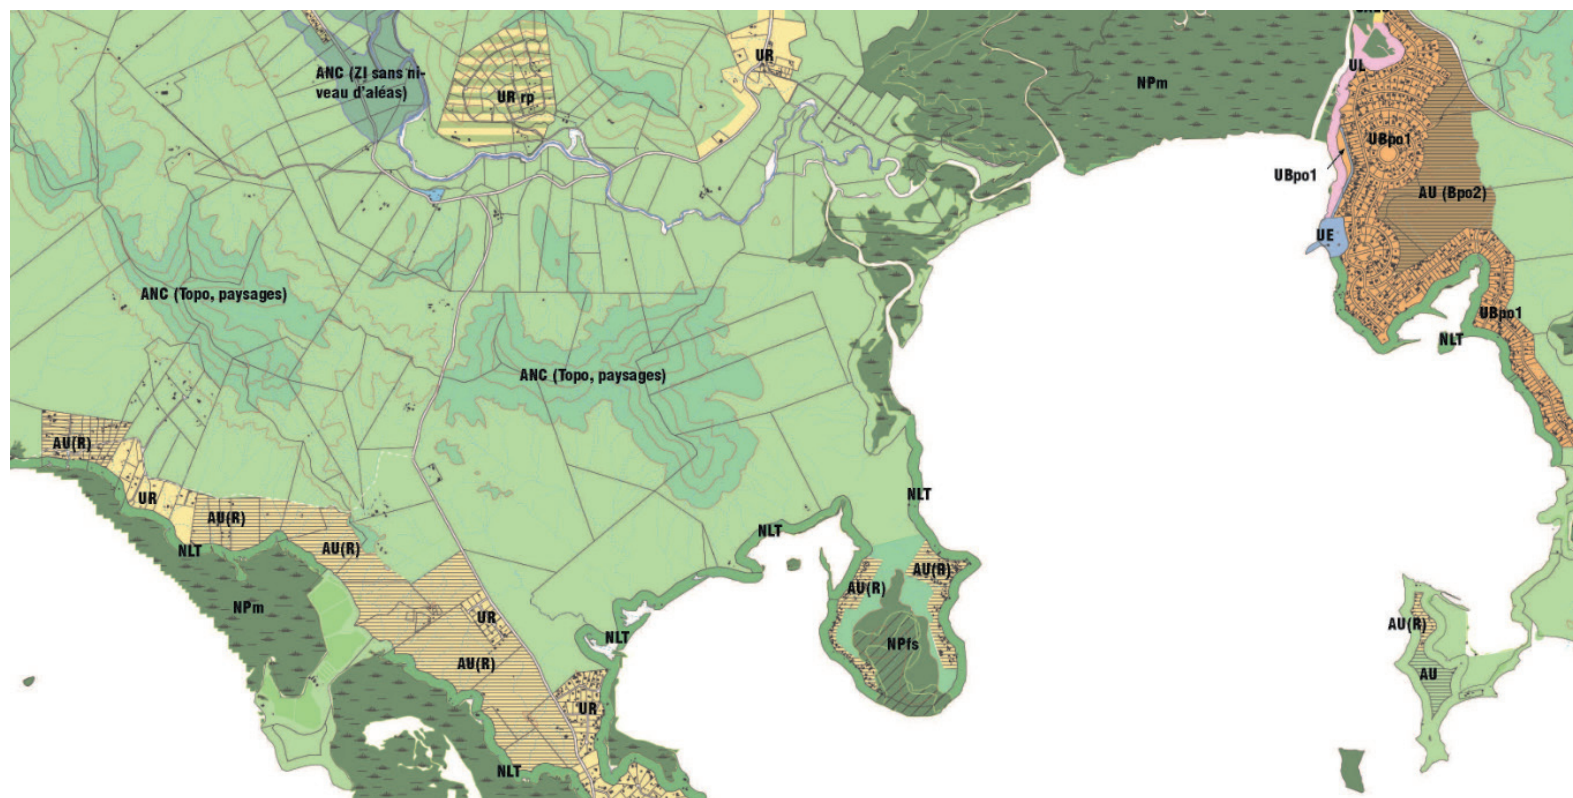 UR
ANC (ZI sans ni-
veau d’aléas)
UR rp
NPm
UL
UBpo1
UBpo1
AU (Bpo2)
UE
ANC (Topo, paysages)
UBpo1
NLT
ANC (Topo, paysages)
AU(R)
UR
NLT
AU(R)
NLT
AU(R)
NLT
AU(R)
AU(R)
NPm
UR
AU(R)
NLT
NPfs
AU(R)
AU
UR
NLT